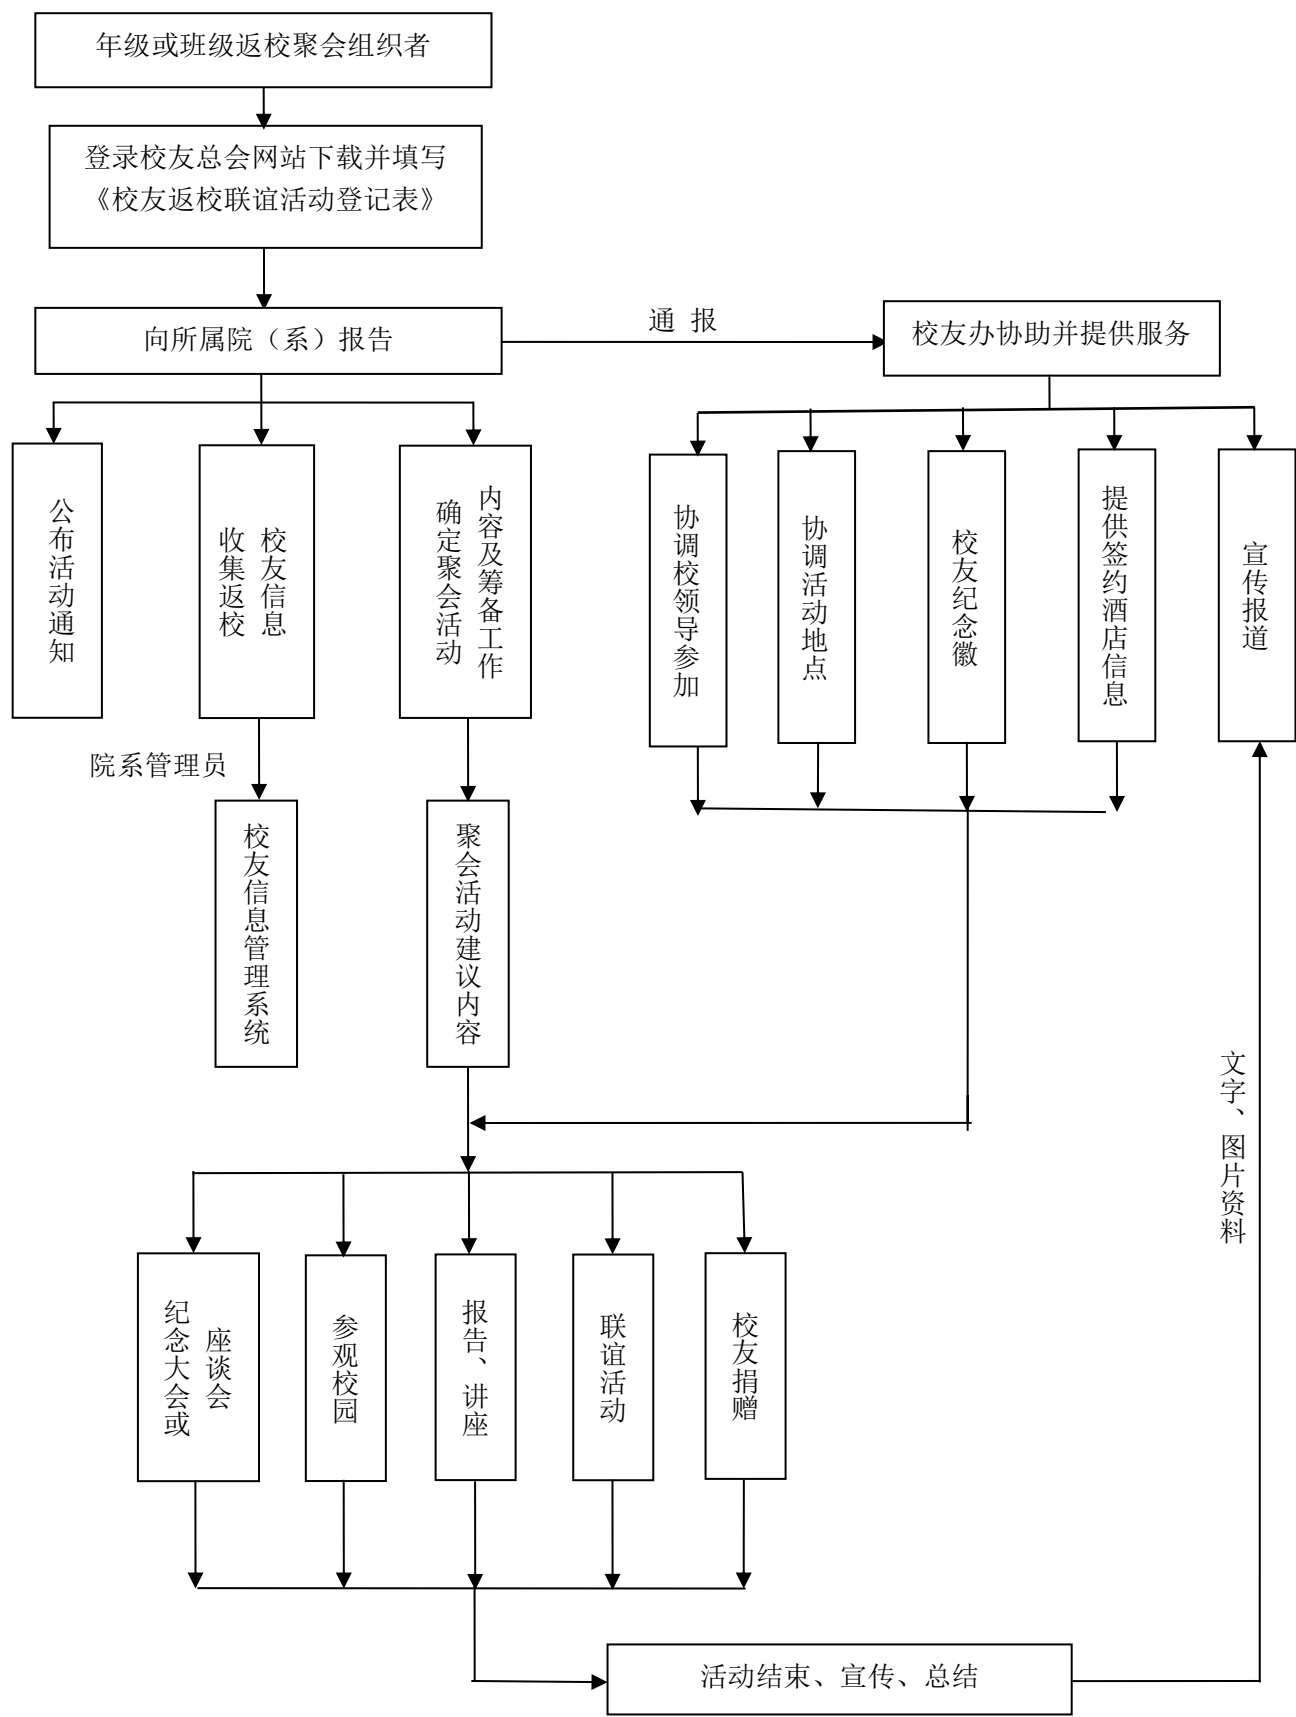 年级或班级返校聚会组织者
登录校友总会网站下载并填写
《校友返校联谊活动登记表》
向所属院（系）报告
通 报
校友办协助并提供服务
公布活动通知
收集返校
校友信息
确定聚会活动
内容及筹备工作
协调校领导参加
协调活动地点
校友纪念徽
提供签约酒店信息
宣传报道
院系管理员
校友信息管理系统
聚会活动建议内容
文字、图片资料
纪念大会或
座谈会
参观校园
报告、讲座
联谊活动
校友捐赠
活动结束、宣传、总结